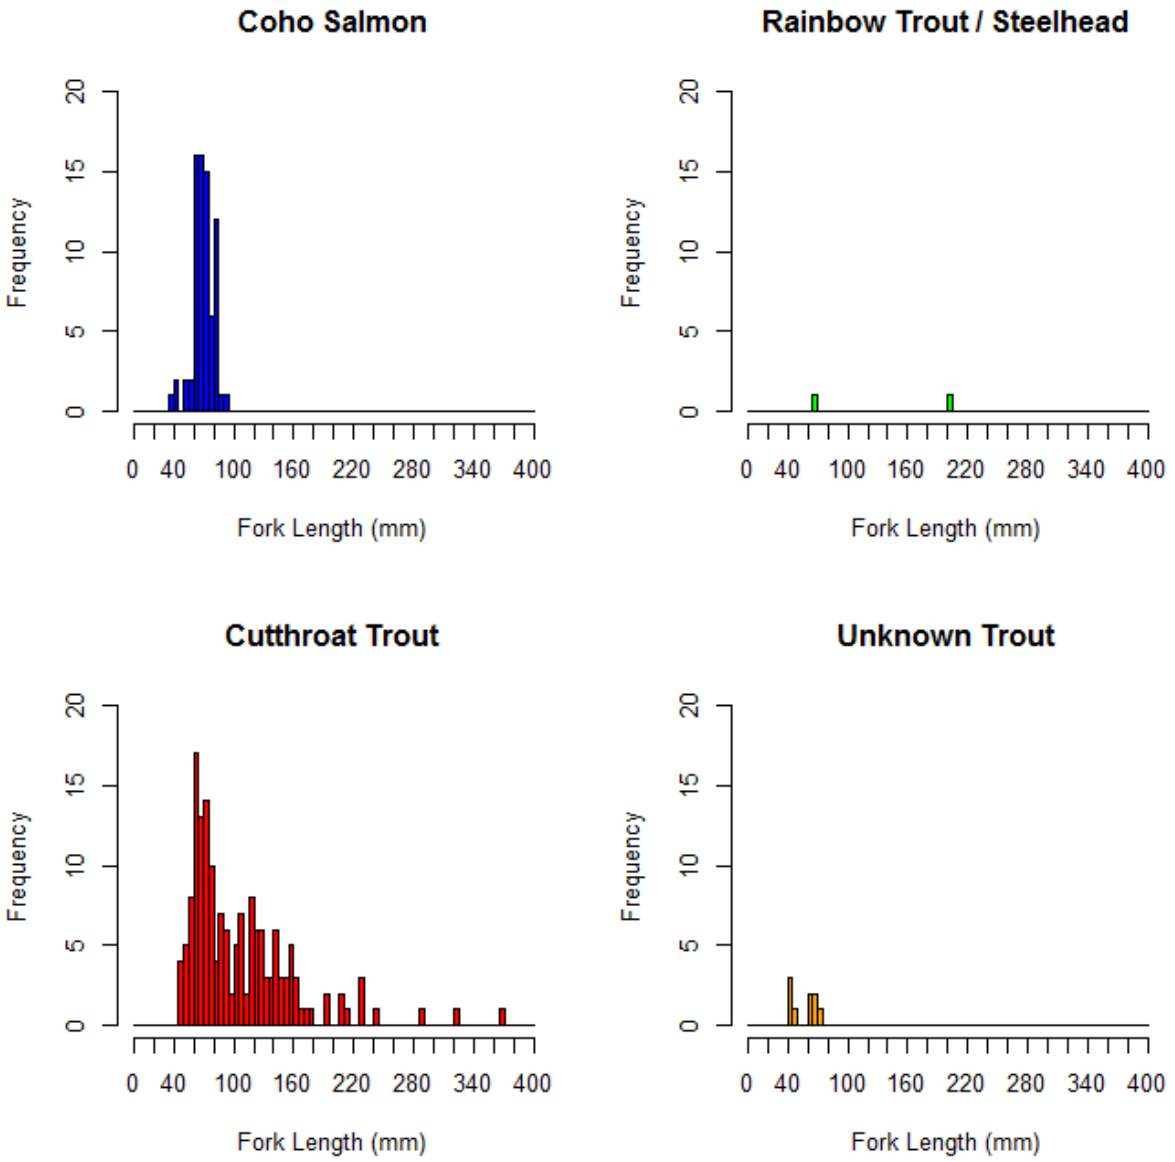 Coho Salmon
Frequency
20
15
10
5
0
0 40 100 160 220 280 340 400
Fork Length (mm)
Rainbow Trout / Steelhead
Frequency
20
15
10
5
0
0 40 100 160 220 280 340 400
Fork Length (mm)
Cutthroat Trout
Frequency
20
15
10
5
0
0 40 100 160 220 280 340 400
Fork Length (mm)
Unknown Trout
Frequency
20
15
10
5
0
0 40 100 160 220 280 340 400
Fork Length (mm)